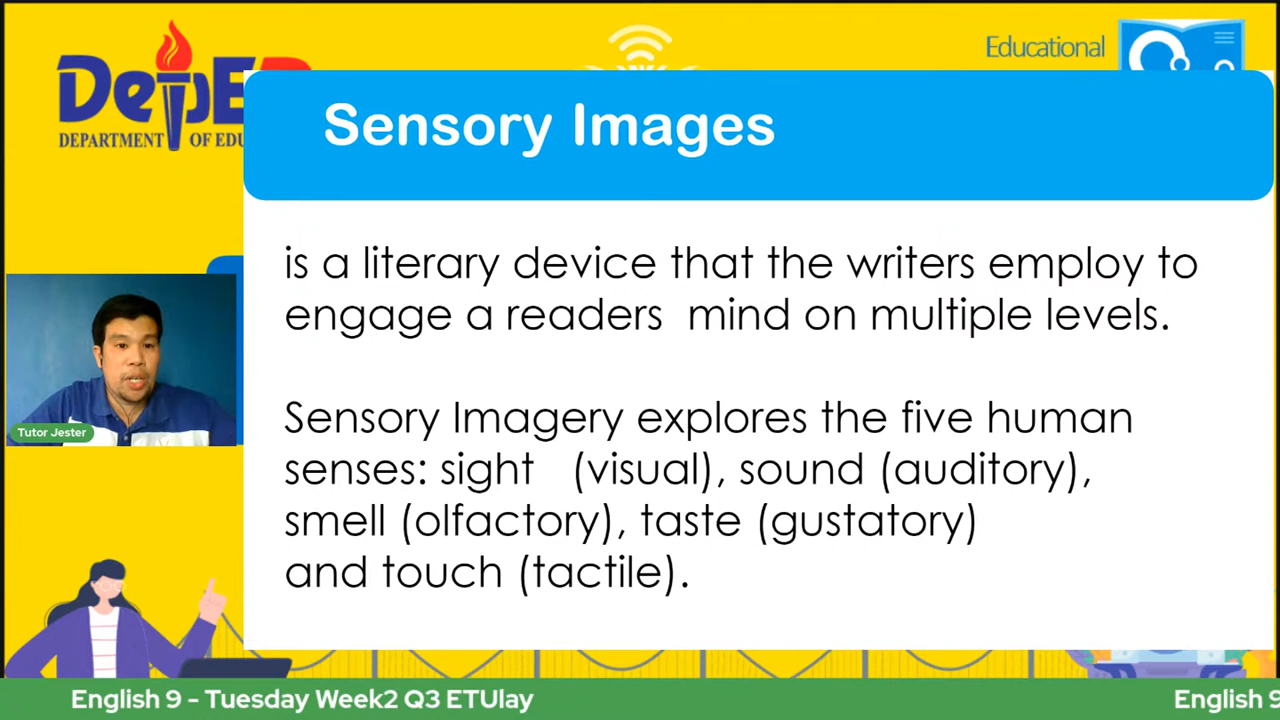 DepE
DEPARTMENT OF EDU
Educational
Sensory Images
is a literary device that the writers employ to
engage a readers mind on multiple levels.
Sensory Imagery explores the five human
senses: sight (visual), sound (auditory),
smell (olfactory), taste (gustatory)
and touch (tactile).
Tutor Jester
English 9 - Tuesday Week2 Q3 ETUlay
English 9